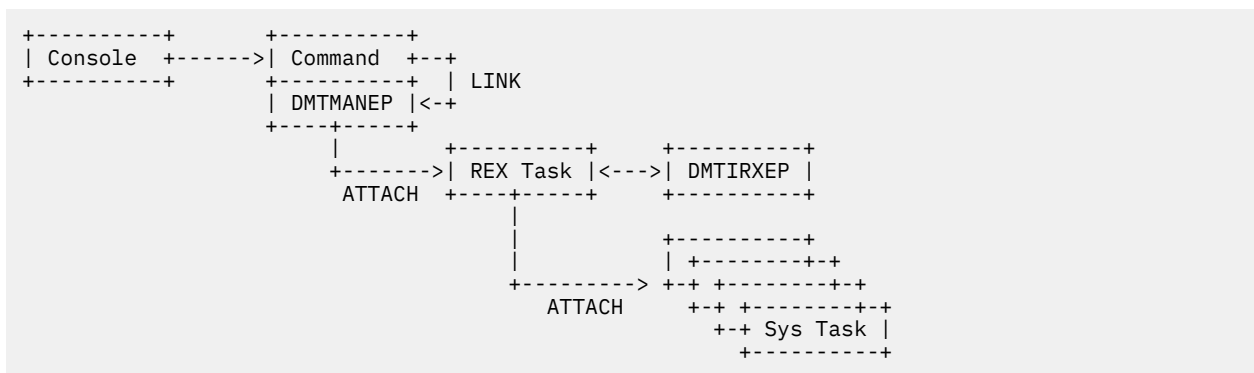 Console Command
LINK
DMTMANEP
REX Task DMTIRXEP
ATTACH
ATTACH
Sys Task